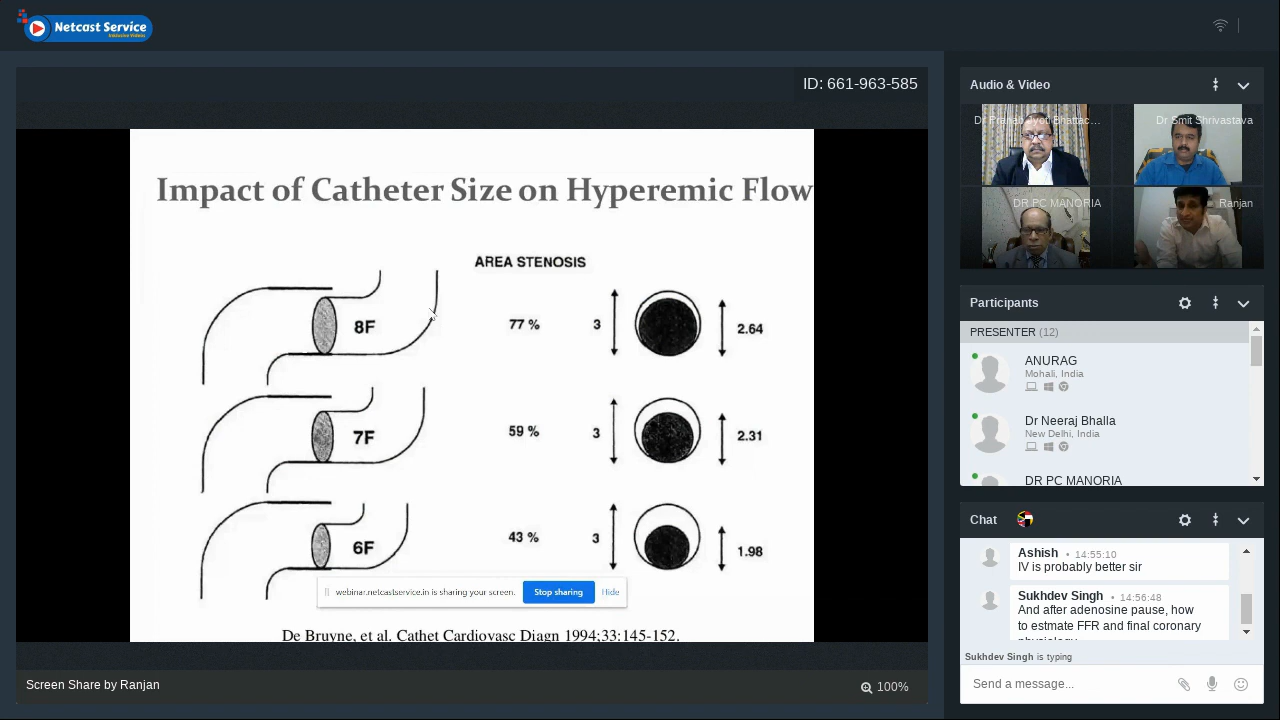 Netcast Service
ID: 661-963-585
Impact of Catheter Size on Hyperemic Flow
AREA STENOSIS
8F
77 %
3
2.64
7F
59 %
3
2.31
6F
43 %
3
1.98
webinar.netcastservice.in is sharing your screen.
Stop sharing
Hide
De Bruyne, et al. Cathet Cardiovasc Diagn 1994;33:145-152.
Screen Share by Ranjan
100%
Audio & Video
Dr Pranab Jyoti Bhattac...
Dr Smit Shrivastava
DR PC MANORIA
Ranjan
Participants
PRESENTER (12)
ANURAG
Mohali, India
Dr Neeraj Bhalla
New Delhi, India
DR PC MANORIA
Chat
Ashish • 14:55:10
IV is probably better sir
Sukhdev Singh • 14:56:48
And after adenosine pause, how
to estmate FFR and final coronary
physiology
Sukhdev Singh is typing
Send a message...